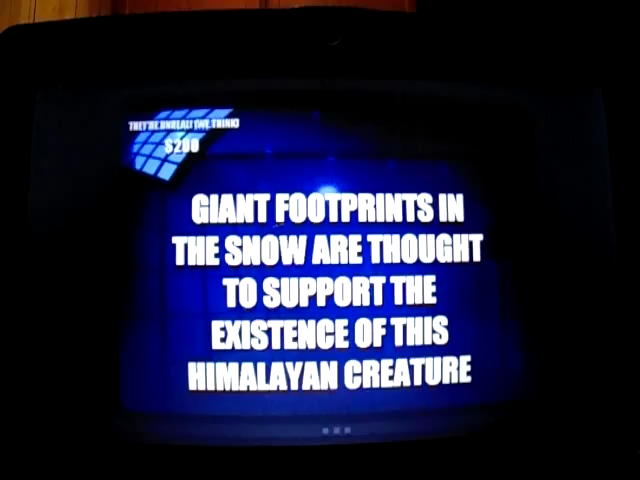 THEY'RE UNREAL! (WE THINK)
$200
GIANT FOOTPRINTS IN
THE SNOW ARE THOUGHT
TO SUPPORT THE
EXISTENCE OF THIS
HIMALAYAN CREATURE